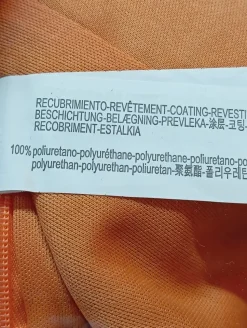 RECUBRIMIENTO-REVÊTEMENT-COATING-REVESTI
BESCHICHTUNG-BELÆGNING-PREVLEKA-涂层-코팅-
RECOBRIMENT-ESTALKIA
100% poliuretano-polyuréthane-polyurethane-poliuretano-po
polyurethan-polyurethan-poliuretan-聚氨酯-폴리우레탄